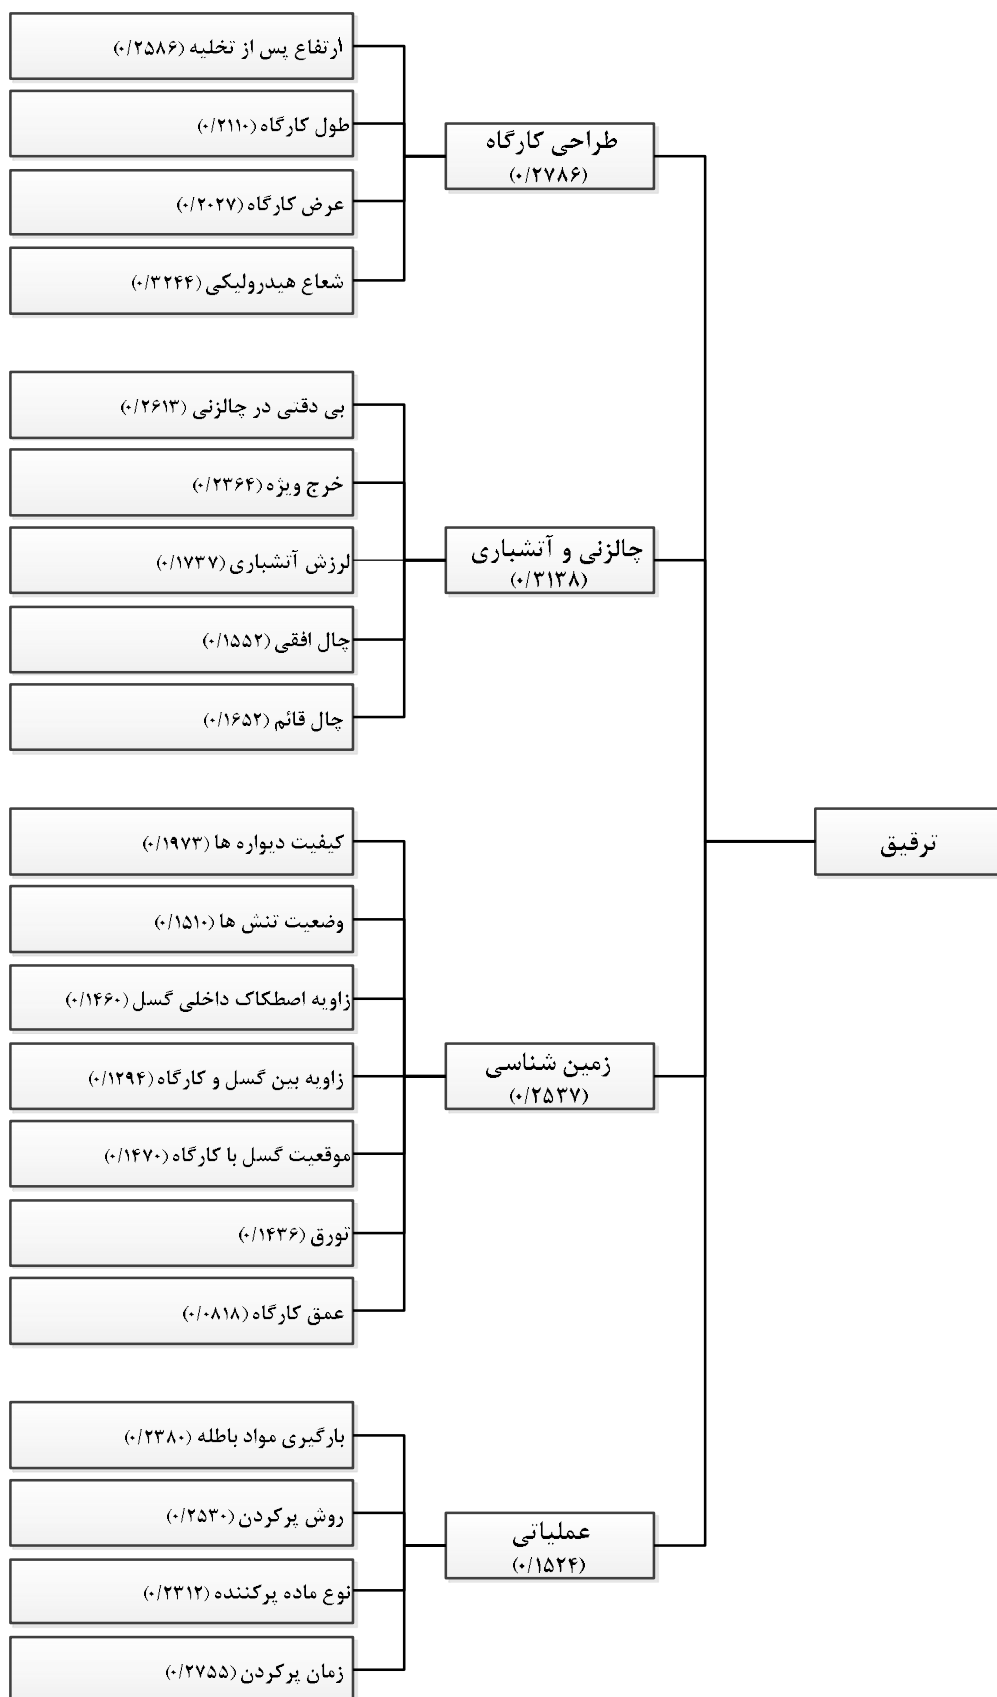 ترقیق
طراحی کارگاه
(۰/۲۷۸۶)
ارتفاع پس از تخلیه (۰/۲۵۸۶)
طول کارگاه (۰/۲۱۱۰)
عرض کارگاه (۰/۲۰۲۷)
شعاع هیدرولیکی (۰/۳۲۴۴)
چالزنی و آتشباری
(۰/۳۱۳۸)
بی دقتی در چالزنی (۰/۲۶۱۳)
خرج ویژه (۰/۲۳۶۴)
لرزش آتشباری (۰/۱۷۳۷)
چال افقی (۰/۱۵۵۲)
چال قائم (۰/۱۶۵۲)
زمین شناسی
(۰/۲۵۳۷)
کیفیت دیواره ها (۰/۱۹۷۳)
وضعیت تنش ها (۰/۱۵۱۰)
زاویه اصطکاک داخلی گسل (۰/۱۴۶۰)
زاویه بین گسل و کارگاه (۰/۱۲۹۴)
موقعیت گسل با کارگاه (۰/۱۴۷۰)
تورق (۰/۱۴۳۶)
عمق کارگاه (۰/۰۸۱۸)
عملیاتی
(۰/۱۵۲۴)
بارگیری مواد باطله (۰/۲۳۸۰)
روش پرکردن (۰/۲۵۳۰)
نوع ماده پرکننده (۰/۲۳۱۲)
زمان پرکردن (۰/۲۷۵۵)